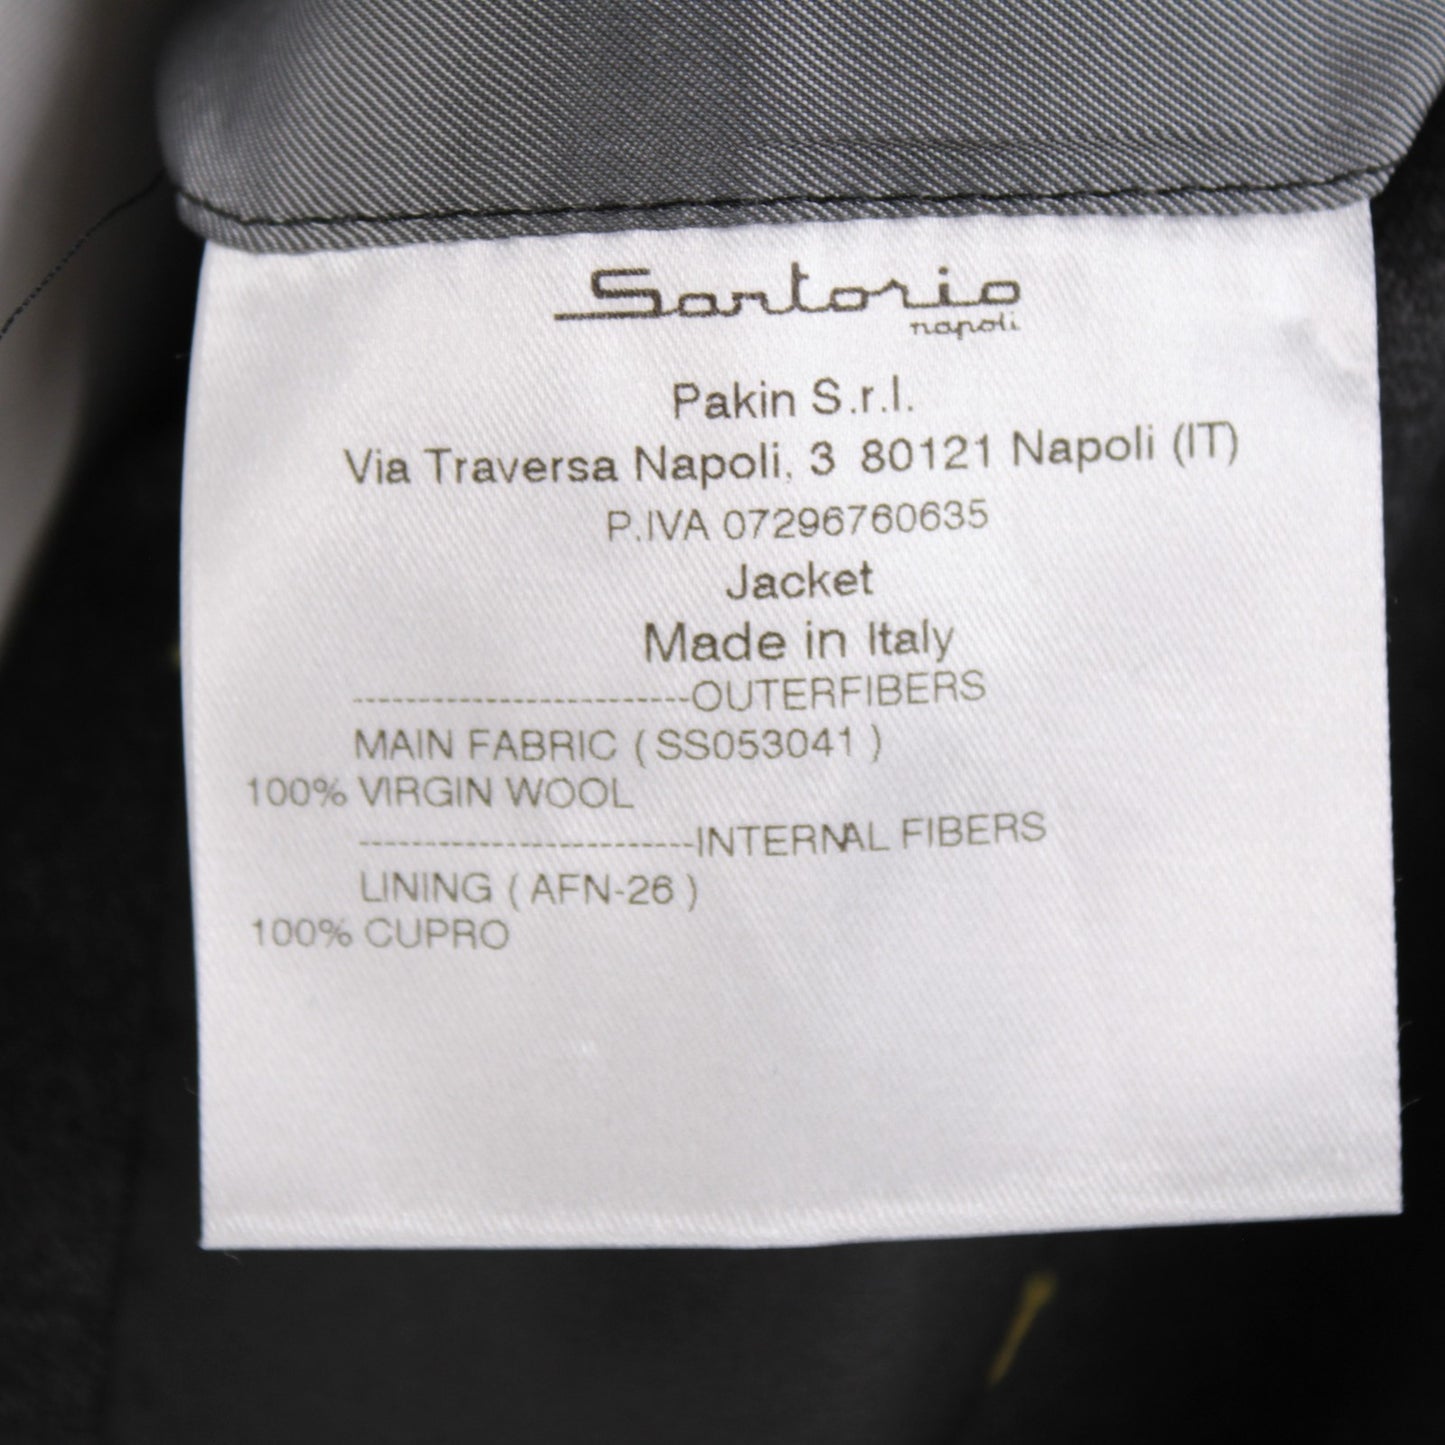 Sartorio
napoli
Pakin S.r.l.
Via Traversa Napoli, 3 80121 Napoli (IT)
P.IVA 07296760635
Jacket
Made in Italy
-------------------------OUTERFIBERS
MAIN FABRIC ( SS053041 )
100% VIRGIN WOOL
-------------------------INTERNAL FIBERS
LINING ( AFN-26 )
100% CUPRO